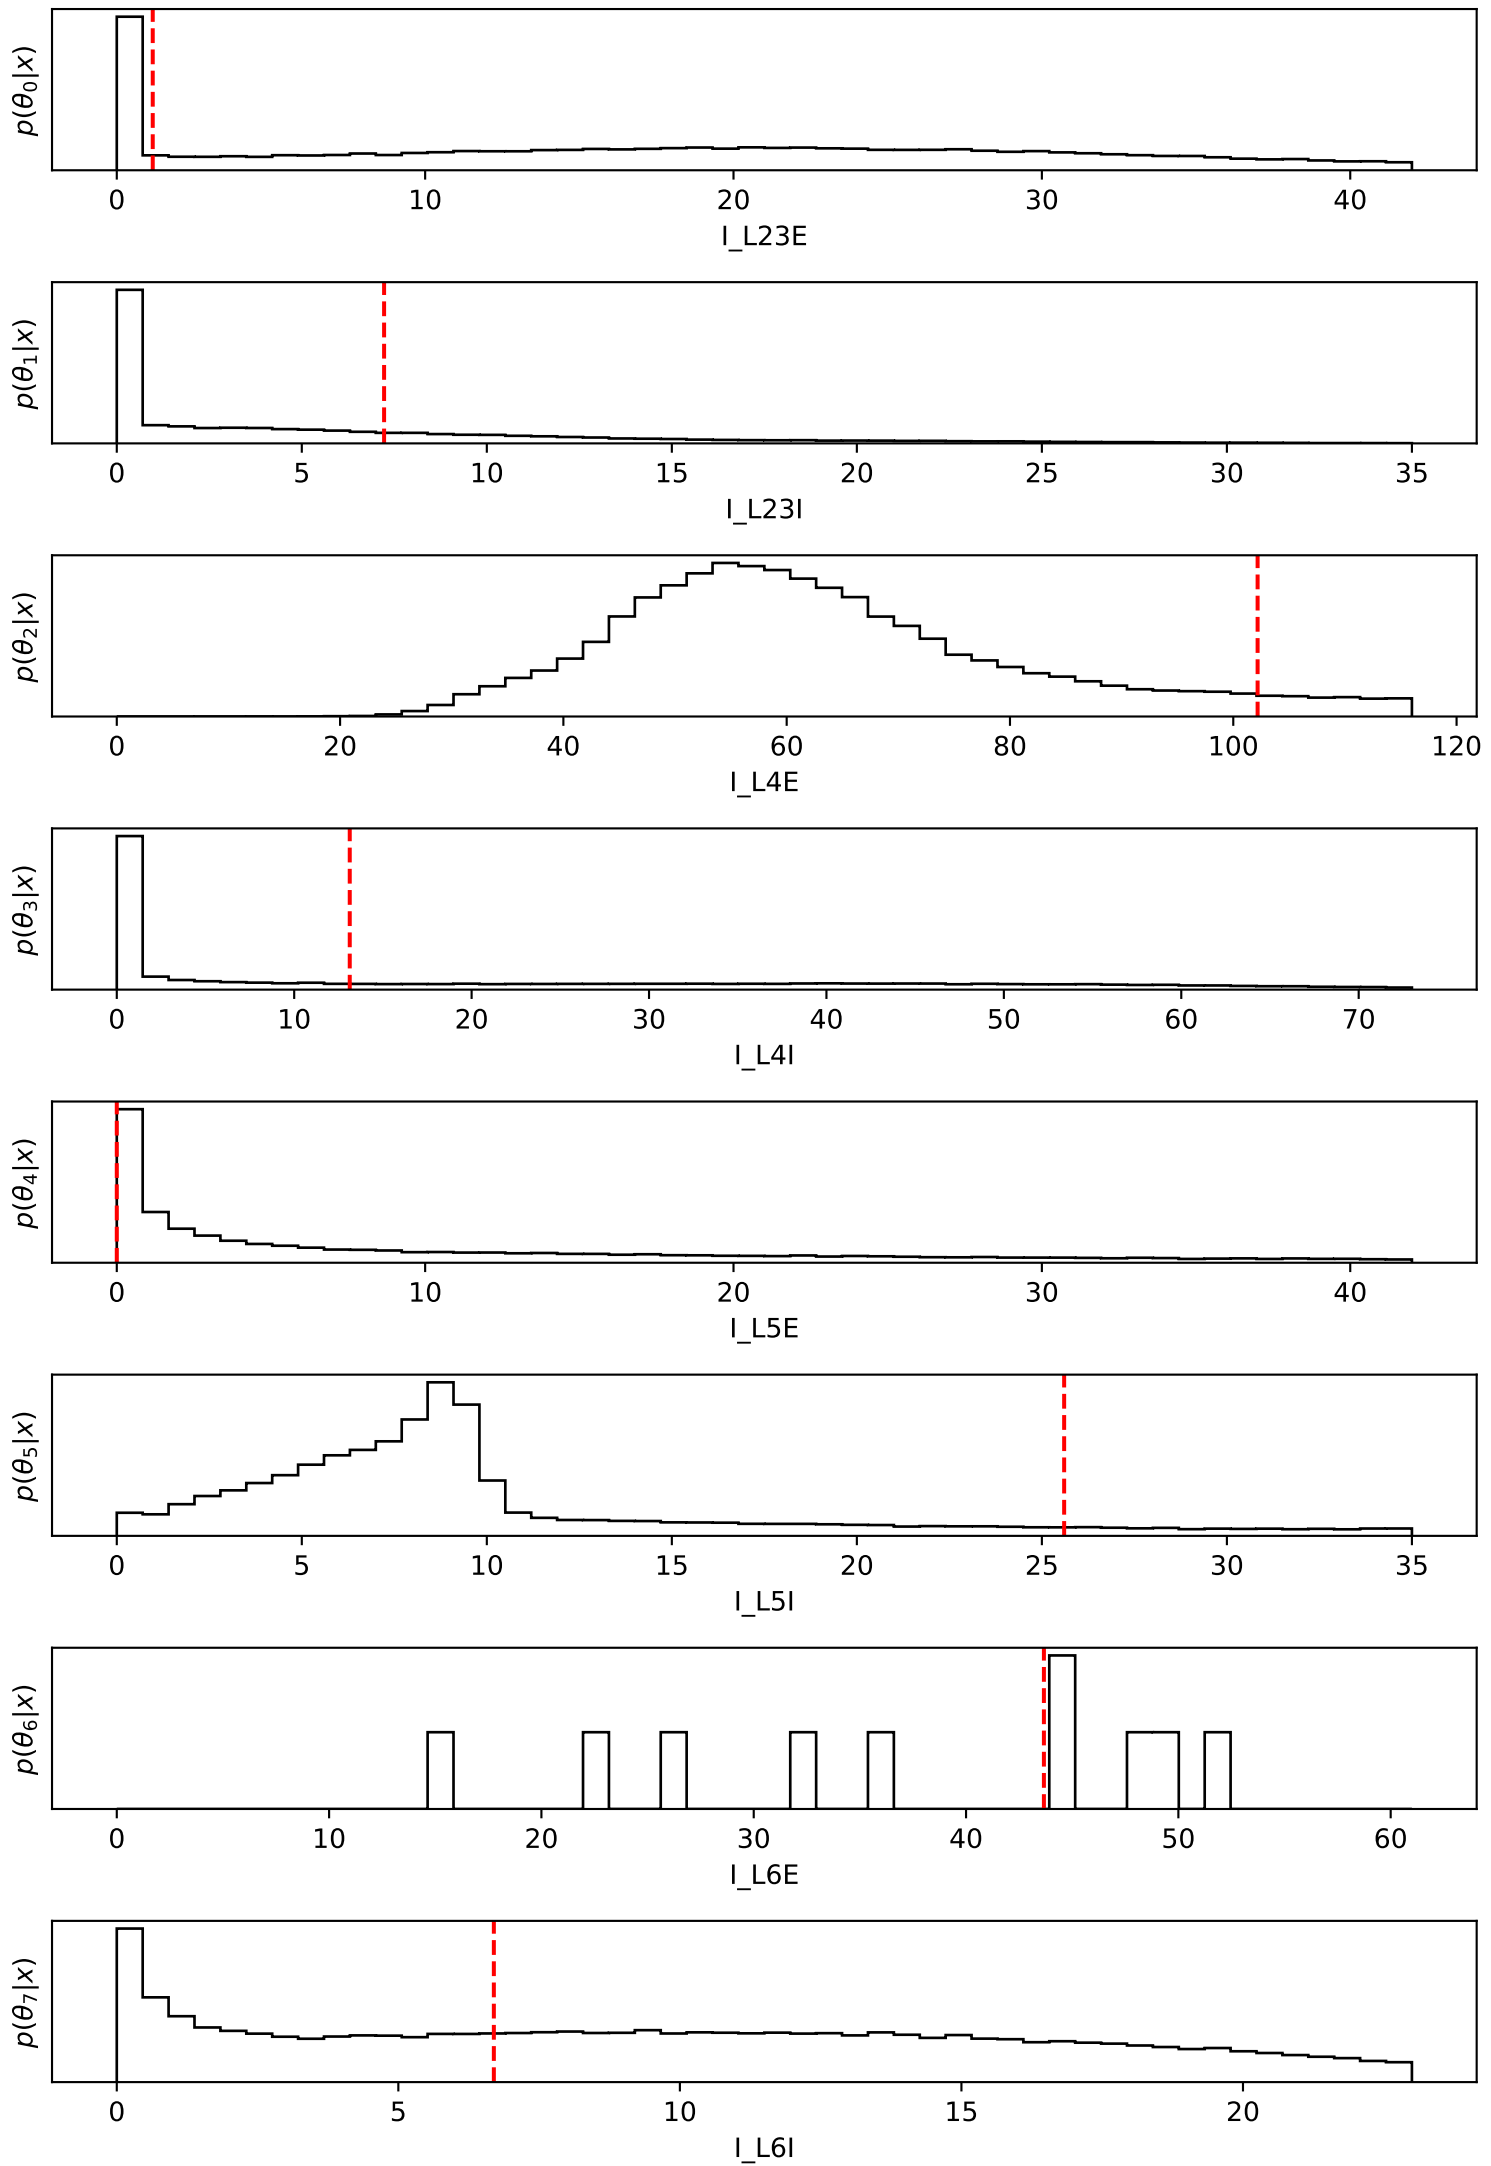 p(θ₀|x)
0 10 20 30 40
I_L23E
p(θ₁|x)
0 5 10 15 20 25 30 35
I_L23I
p(θ₂|x)
0 20 40 60 80 100 120
I_L4E
p(θ₃|x)
0 10 20 30 40 50 60 70
I_L4I
p(θ₄|x)
0 10 20 30 40
I_L5E
p(θ₅|x)
0 5 10 15 20 25 30 35
I_L5I
p(θ₆|x)
0 10 20 30 40 50 60
I_L6E
p(θ₇|x)
0 5 10 15 20
I_L6I